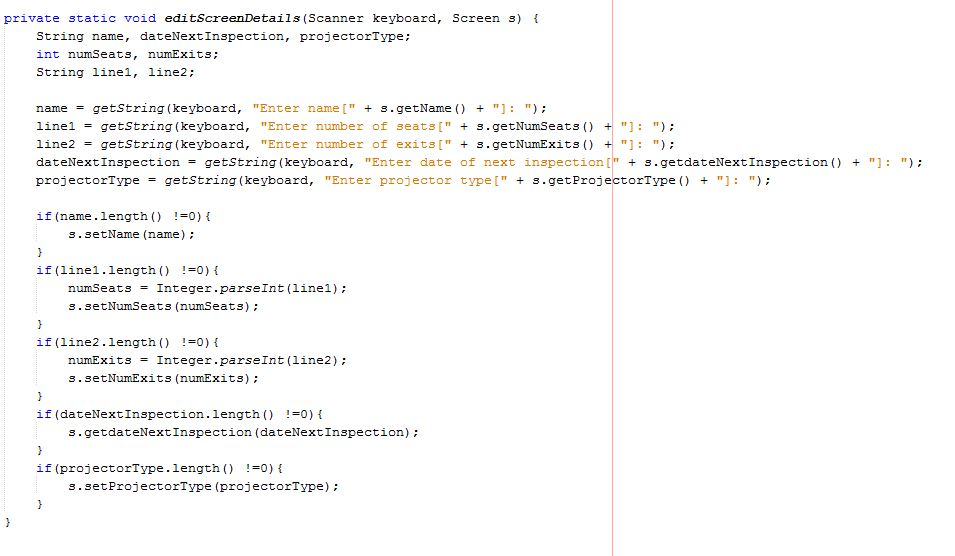 private static void editScreenDetails(Scanner keyboard, Screen s) {
    String name, dateNextInspection, projectorType;
    int numSeats, numExits;
    String line1, line2;

    name = getString(keyboard, "Enter name[" + s.getName() + "]: ");
    line1 = getString(keyboard, "Enter number of seats[" + s.getNumSeats() + "]: ");
    line2 = getString(keyboard, "Enter number of exits[" + s.getNumExits() + "]: ");
    dateNextInspection = getString(keyboard, "Enter date of next inspection[" + s.getdateNextInspection() + "]: ");
    projectorType = getString(keyboard, "Enter projector type[" + s.getProjectorType() + "]: ");

    if(name.length() !=0){
        s.setName(name);
    }
    if(line1.length() !=0){
        numSeats = Integer.parseInt(line1);
        s.setNumSeats(numSeats);
    }
    if(line2.length() !=0){
        numExits = Integer.parseInt(line2);
        s.setNumExits(numExits);
    }
    if(dateNextInspection.length() !=0){
        s.getdateNextInspection(dateNextInspection);
    }
    if(projectorType.length() !=0){
        s.setProjectorType(projectorType);
    }
}